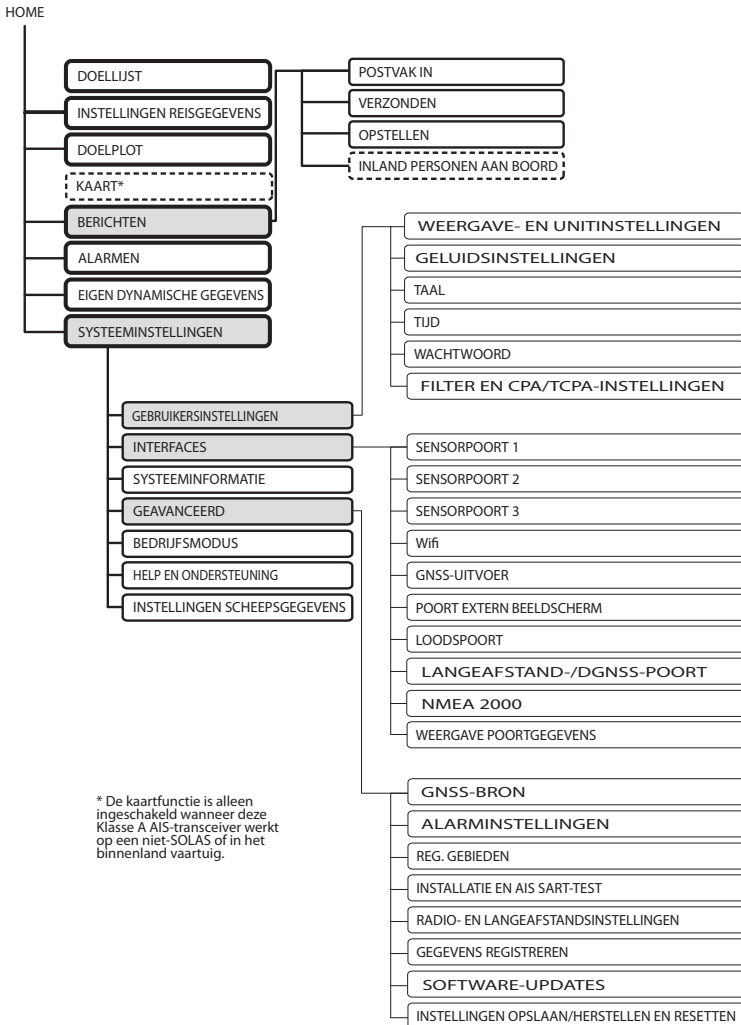 HOME
DOELLIJST
INSTELLINGEN REISGEGEVENS
DOELPLOT
KAART*
BERICHTEN
ALARMEN
EIGEN DYNAMISCHE GEGEVENS
SYSTEEMINSTELLINGEN
POSTVAK IN
VERZONDEN
OPSTELLEN
INLAND PERSONEN AAN BOORD
GEBRUIKERSINSTELLINGEN
INTERFACES
SYSTEEMINFORMATIE
GEAVANCEERD
BEDRIJFSMODUS
HELP EN ONDERSTEUNING
INSTELLINGEN SCHEEPSGEGEVENS
WEERGAVE- EN UNITINSTELLINGEN
GELUIDSINSTELLINGEN
TAAL
TIJD
WACHTWOORD
FILTER EN CPA/TCPA-INSTELLINGEN
SENSORPOORT 1
SENSORPOORT 2
SENSORPOORT 3
Wifi
GNSS-UITVOER
POORT EXTERN BEELDSCHERM
LOODSPOORT
LANGEAFSTAND-/DGNSS-POORT
NMEA 2000
WEERGAVE POORTGEGEVENS
GNSS-BRON
ALARMINSTELLINGEN
REG. GEBIEDEN
INSTALLATIE EN AIS SART-TEST
RADIO- EN LANGEAFSTANDSINSTELLINGEN
GEGEVENS REGISTREREN
SOFTWARE-UPDATES
INSTELLINGEN OPSLAAN/HERSTELLEN EN RESETTEN
* De kaartfunctie is alleen
ingeschakeld wanneer deze
Klasse A AIS-transceiver werkt
op een niet-SOLAS of in het
binnenland vaartuig.